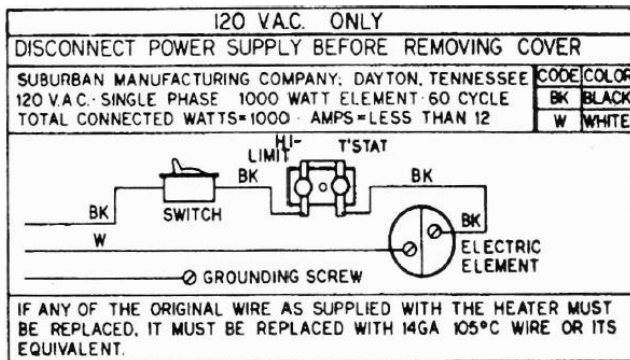 120 V.A.C. ONLY
DISCONNECT POWER SUPPLY BEFORE REMOVING COVER
SUBURBAN MANUFACTURING COMPANY; DAYTON, TENNESSEE
120 V.A.C. · SINGLE PHASE 1000 WATT ELEMENT · 60 CYCLE
TOTAL CONNECTED WATTS=1000 · AMPS=LESS THAN 12
CODE COLOR
BK BLACK
W WHITE
HI-
LIMIT
T'STAT
BK
BK
BK
SWITCH
BK
W
ELECTRIC
ELEMENT
GROUNDING SCREW
IF ANY OF THE ORIGINAL WIRE AS SUPPLIED WITH THE HEATER MUST
BE REPLACED, IT MUST BE REPLACED WITH 14GA 105°C WIRE OR ITS
EQUIVALENT.